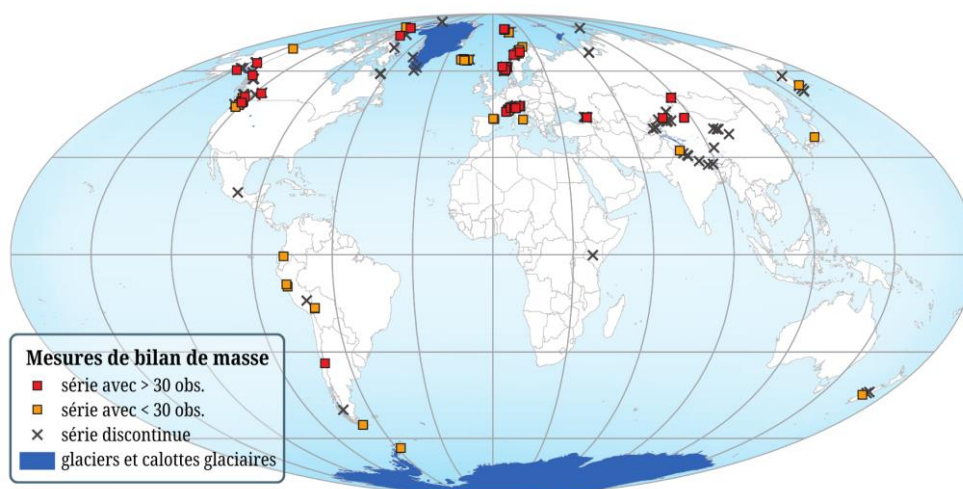 Mesures de bilan de masse
série avec > 30 obs.
série avec < 30 obs.
série discontinue
glaciers et calottes glaciaires